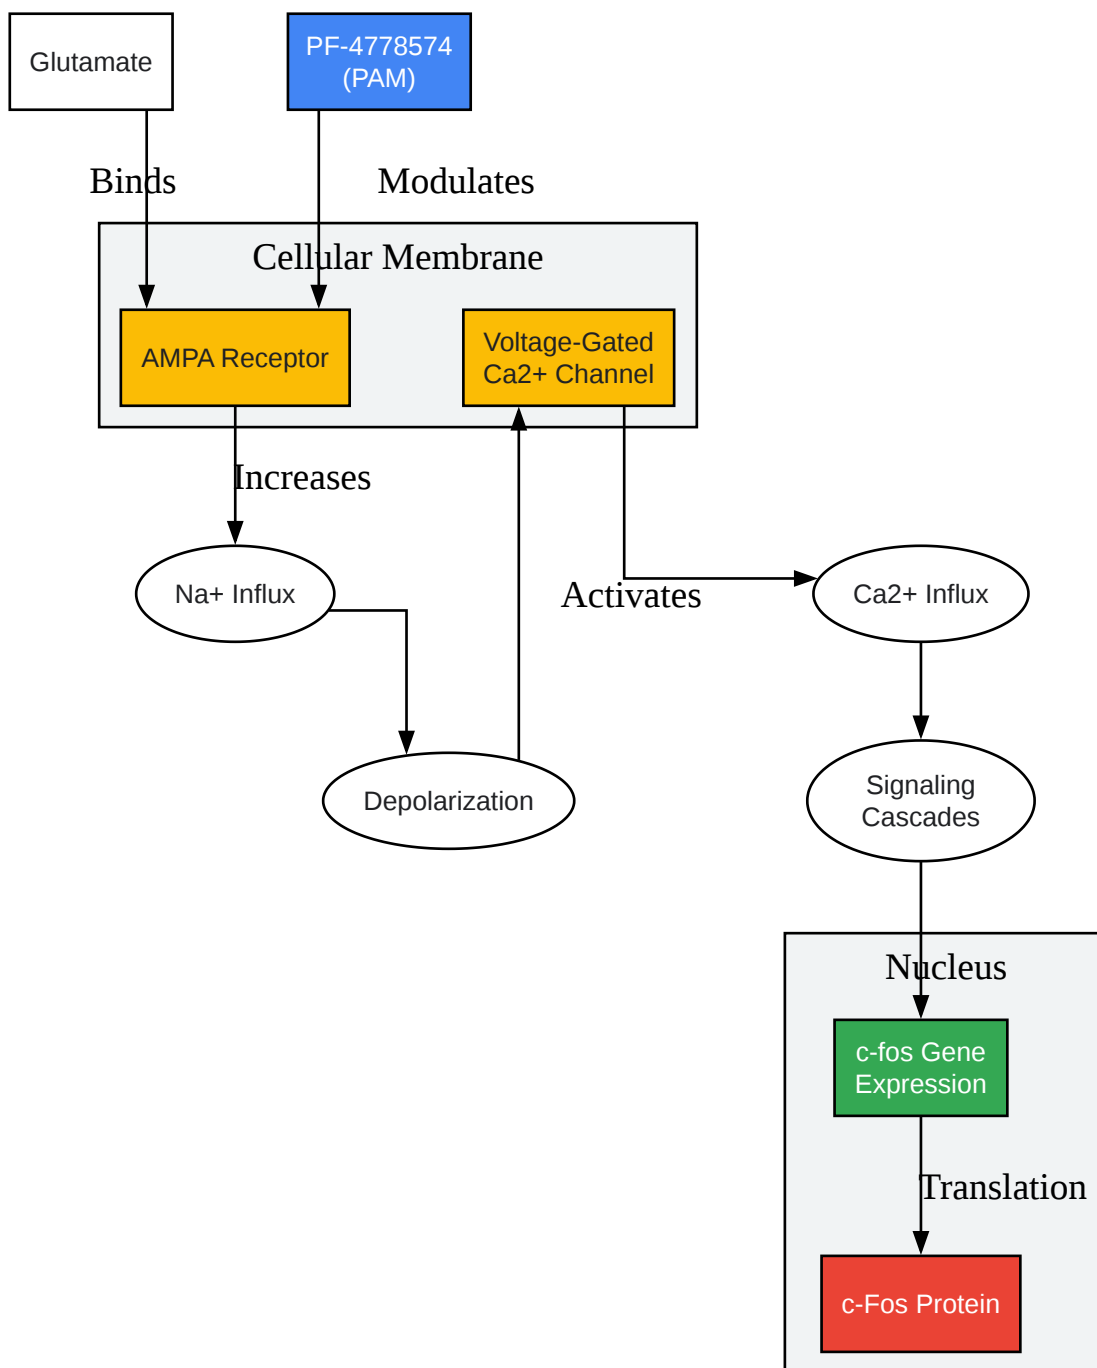 Glutamate
PF-4778574
(PAM)
Binds
Modulates
Cellular Membrane
AMPA Receptor
Voltage-Gated
Ca2+ Channel
Increases
Na+ Influx
Activates
Ca2+ Influx
Depolarization
Signaling
Cascades
Nucleus
c-fos Gene
Expression
Translation
c-Fos Protein